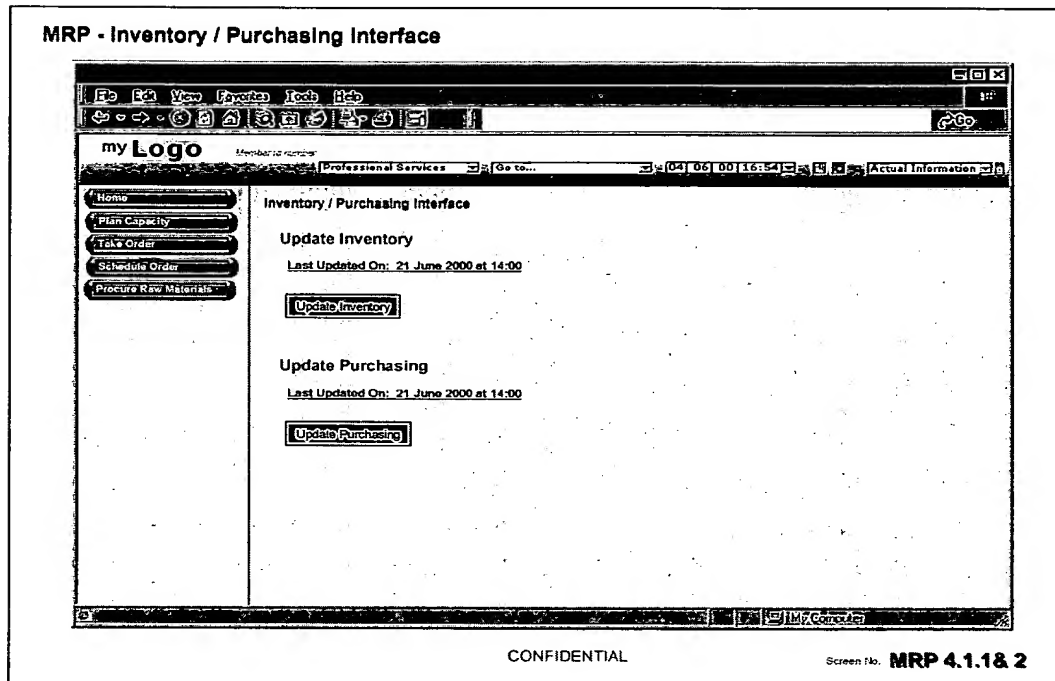 MRP - Inventory / Purchasing Interface
File Edit View Favorites Tools Help
Go
my Logo
Professional Services Go to... 04 06 00 16:54 Actual Information
Home
Plan Capacity
Take Order
Schedule Order
Procure Raw Materials
Inventory / Purchasing Interface
Update Inventory
Last Updated On: 21 June 2000 at 14:00
Update Inventory
Update Purchasing
Last Updated On: 21 June 2000 at 14:00
Update Purchasing
My Computer
CONFIDENTIAL
Screen No. MRP 4.1.1& 2